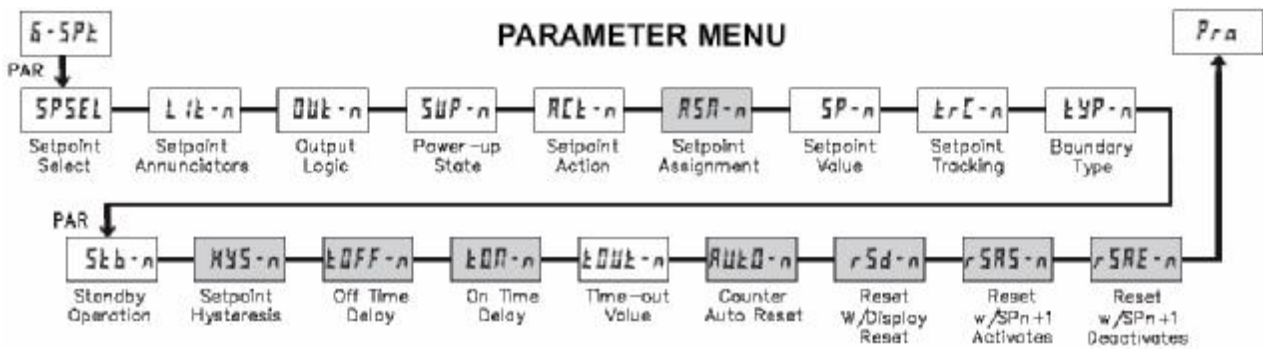 6-SPt
PARAMETER MENU
Pro
PAR
SPSEL
LIt-n
OUt-n
SUP-n
ACt-n
ASN-n
SP-n
trC-n
tYP-n
Setpoint Select
Setpoint Annunciators
Output Logic
Power-up State
Setpoint Action
Setpoint Assignment
Setpoint Value
Setpoint Tracking
Boundary Type
PAR
Stb-n
HYS-n
tOFF-n
tON-n
tOUt-n
AUtO-n
rSd-n
rSAS-n
rSAE-n
Standby Operation
Setpoint Hysteresis
Off Time Delay
On Time Delay
Time-out Value
Counter Auto Reset
Reset W/Display Reset
Reset w/SPn+1 Activates
Reset w/SPn+1 Deactivates